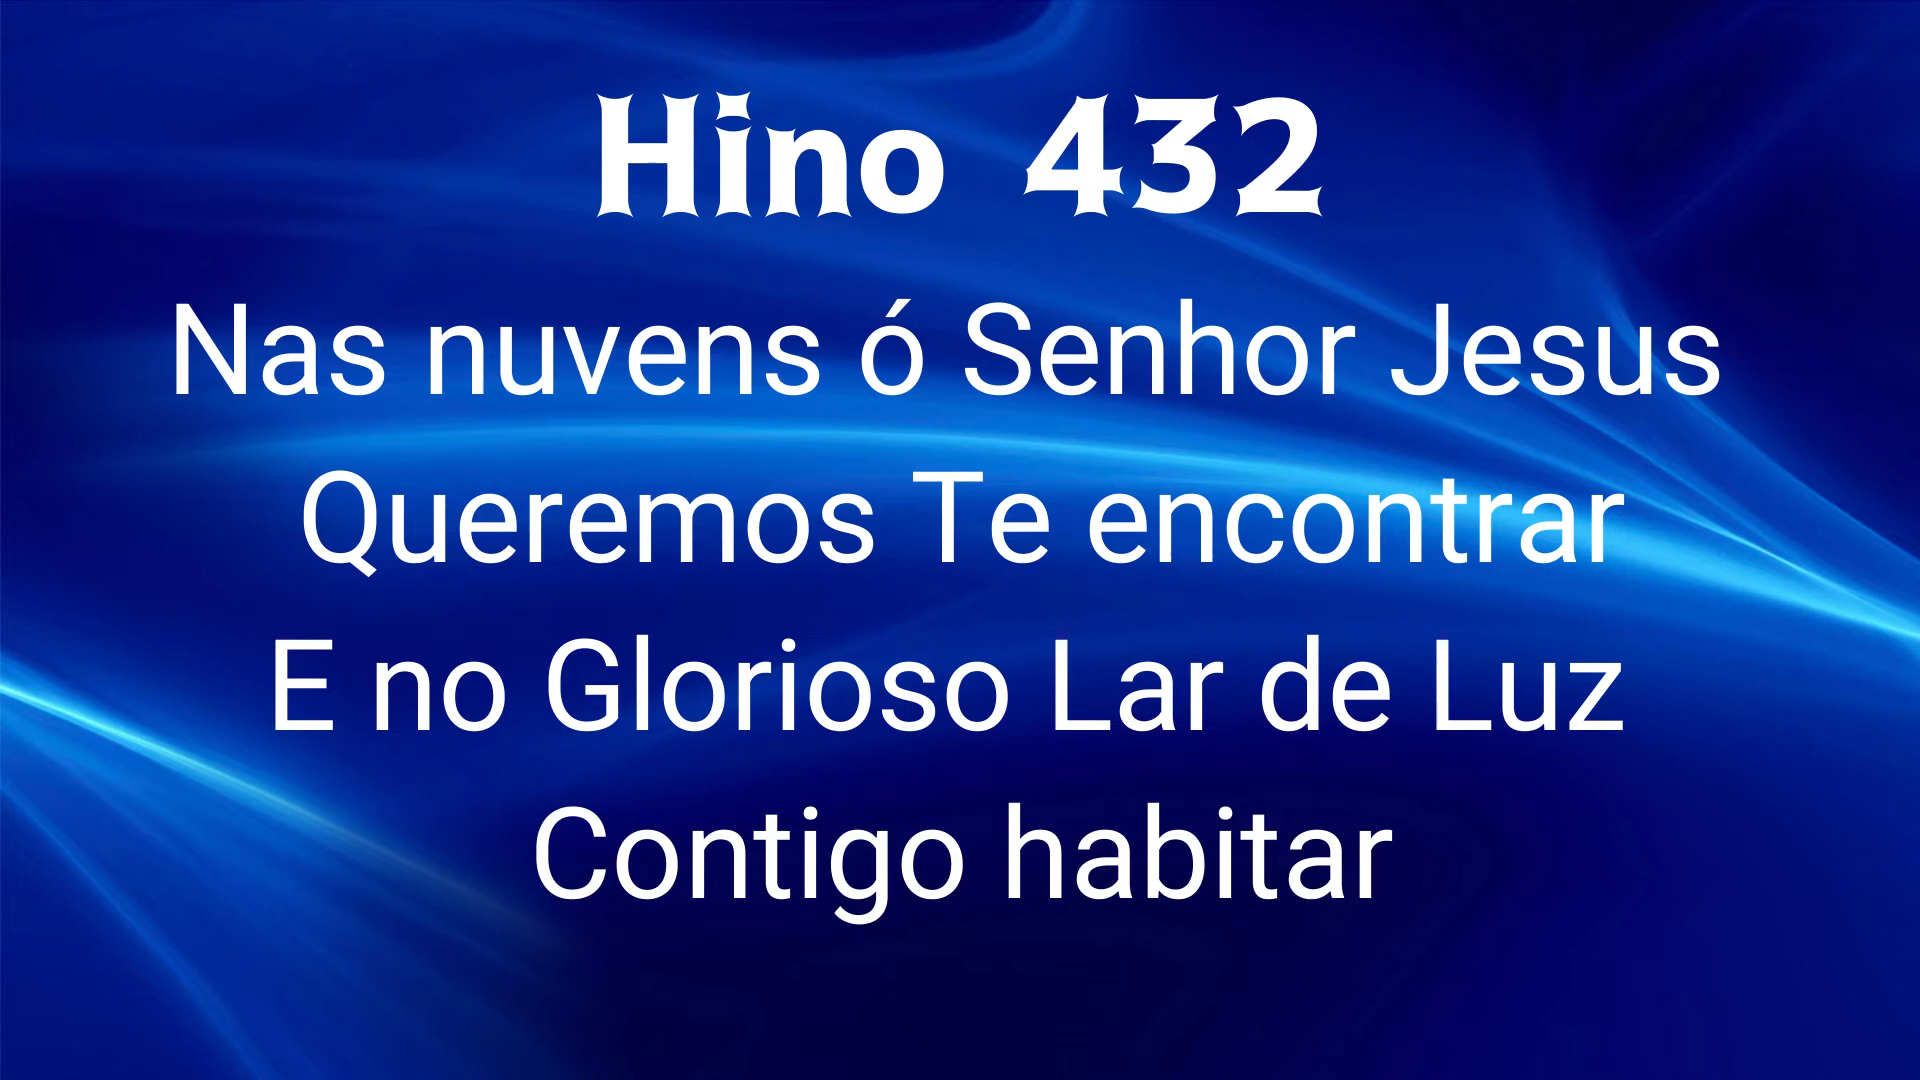 Hino 432
Nas nuvens ó Senhor Jesus
Queremos Te encontrar
E no Glorioso Lar de Luz
Contigo habitar